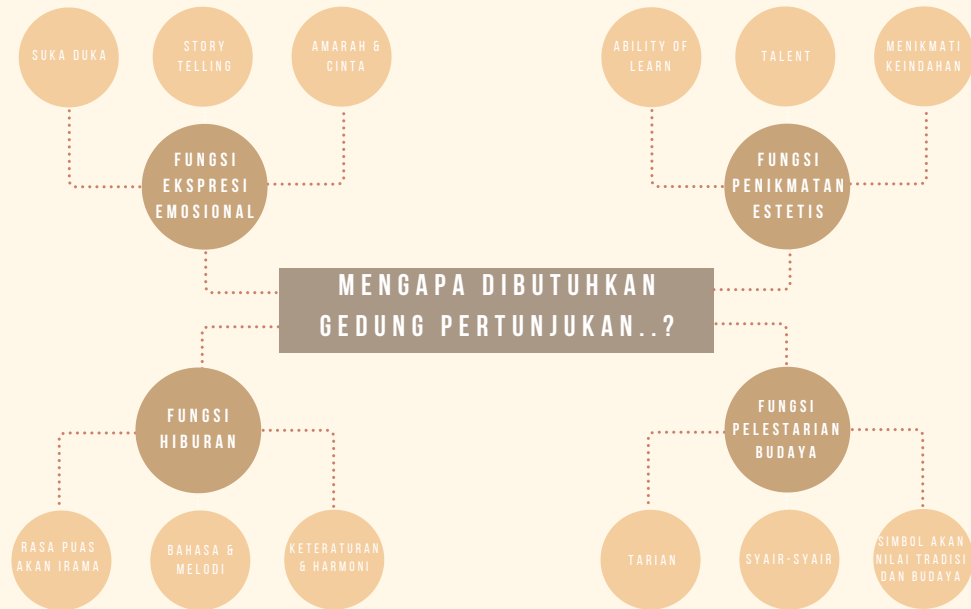 SUKA DUKA
STORY
TELLING
AMARAH &
CINTA
ABILITY OF
LEARN
TALENT
MENIKMATI
KEINDAHAN
FUNGSI
EKSPRESI
EMOSIONAL
FUNGSI
PENIKMATAN
ESTETIS
MENGAPA DIBUTUHKAN
GEDUNG PERTUNJUKAN..?
FUNGSI
HIBURAN
FUNGSI
PELESTARIAN
BUDAYA
RASA PUAS
AKAN IRAMA
BAHASA &
MELODI
KETERATURAN
& HARMONI
TARIAN
SYAIR-SYAIR
SIMBOL AKAN
NILAI TRADISI
DAN BUDAYA